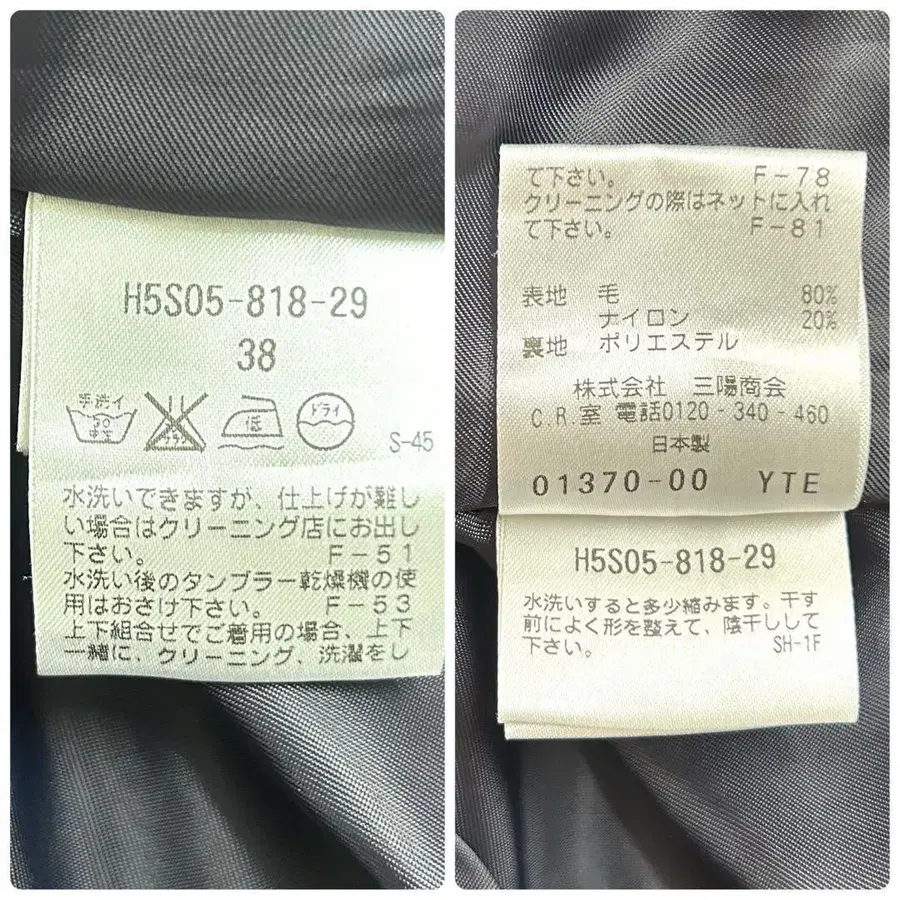 H5S05-818-29
38
手洗イ
30
中性
エンソ
サラシ
低
ドライ
S-45
水洗いできますが、仕上げが難し
い場合はクリーニング店にお出し
下さい。 F-51
水洗い後のタンブラー乾燥機の使
用はおさけ下さい。 F-53
上下組合せでご着用の場合、上下
一緒に、クリーニング、洗濯をし
て下さい。 F-78
クリーニングの際はネットに入れ
て下さい。 F-81
表地 毛 80%
ナイロン 20%
裏地 ポリエステル
株式会社 三陽商会
C.R室 電話0120-340-460
日本製
01370-00 YTE
H5S05-818-29
水洗いすると多少縮みます。干す
前によく形を整えて、陰干しして
下さい。 SH-1F